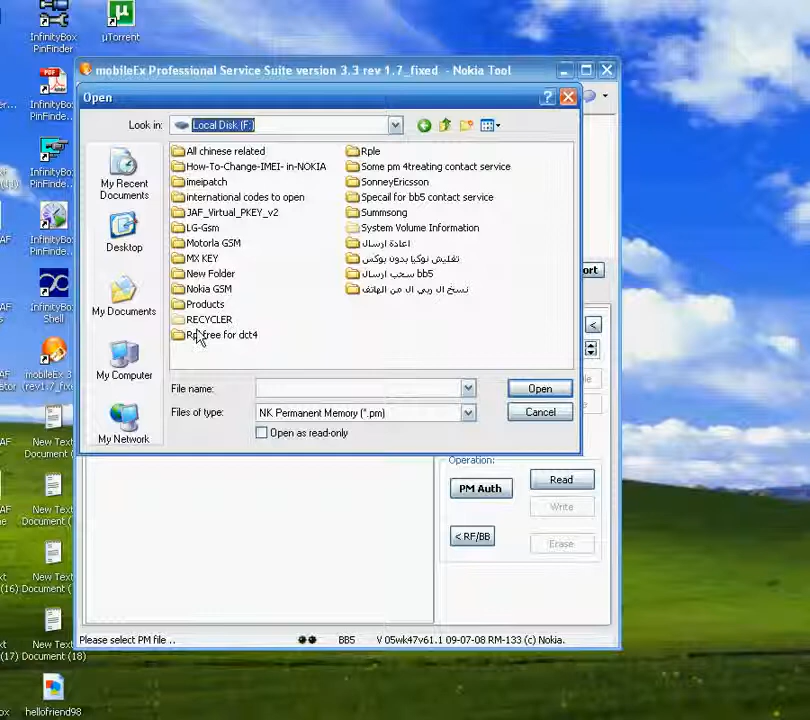 InfinityBox
PinFinder
µTorrent
InfinityBox
PinFinder
InfinityBox
PinFinder
InfinityBox
Shell
mobileEx 3
(rev1.7_fixed
New Text
Document (
New Text
Document (
New Text
Document (
(16)
New Text
Document (18)
(17)
hellofriend98
mobileEx Professional Service Suite version 3.3 rev 1.7_fixed - Nokia Tool
Open
Look in:
Local Disk (F:)
My Recent
Documents
Desktop
My Documents
My Computer
My Network
All chinese related
How-To-Change-IMEI- in-NOKIA
imeipatch
international codes to open
JAF_Virtual_PKEY_v2
LG-Gsm
Motorla GSM
MX KEY
New Folder
Nokia GSM
Products
RECYCLER
free for dct4
Rple
Some pm 4treating contact service
SonneyEricsson
Specail for bb5 contact service
Summsong
System Volume Information
اعادة ارسال
تفليش نوكيا بدون بوكس
سحب ارسال bb5
نسخ ال ربي ال من الهاتف
File name:
Open
Files of type:
NK Permanent Memory (*.pm)
Cancel
Open as read-only
ort
<
Operation:
PM Auth
Read
Write
< RF/BB
Erase
Please select PM file ..
BB5
V 05wk47v61.1 09-07-08 RM-133 (c) Nokia.